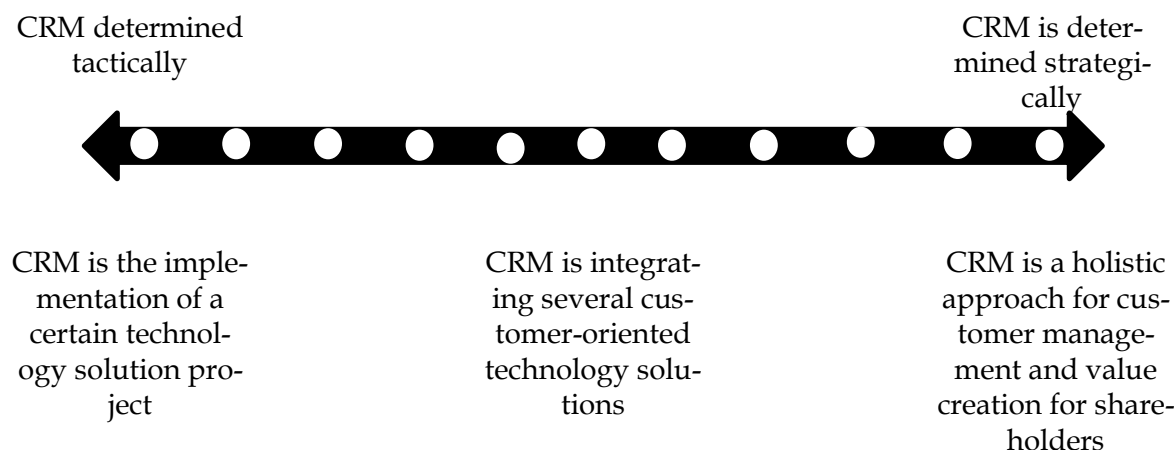 CRM determined
tactically
CRM is deter-
mined strategi-
cally
CRM is the imple-
mentation of a
certain technol-
ogy solution pro-
ject
CRM is integrat-
ing several cus-
tomer-oriented
technology solu-
tions
CRM is a holistic
approach for cus-
tomer manage-
ment and value
creation for share-
holders